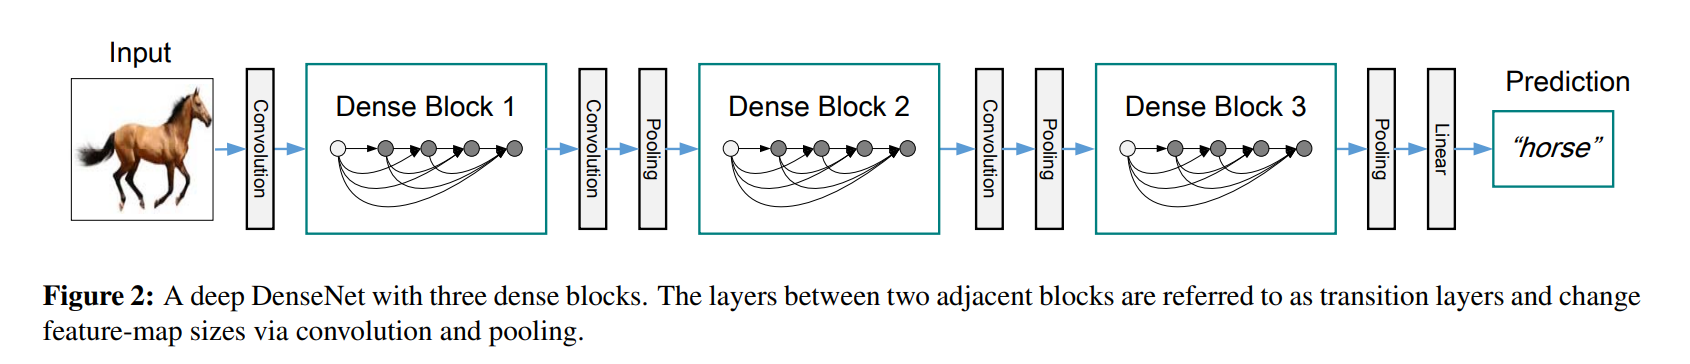 Input
Convolution
Dense Block 1
Convolution
Pooling
Dense Block 2
Convolution
Pooling
Dense Block 3
Pooling
Linear
Prediction
“horse”
Figure 2: A deep DenseNet with three dense blocks. The layers between two adjacent blocks are referred to as transition layers and change
feature-map sizes via convolution and pooling.